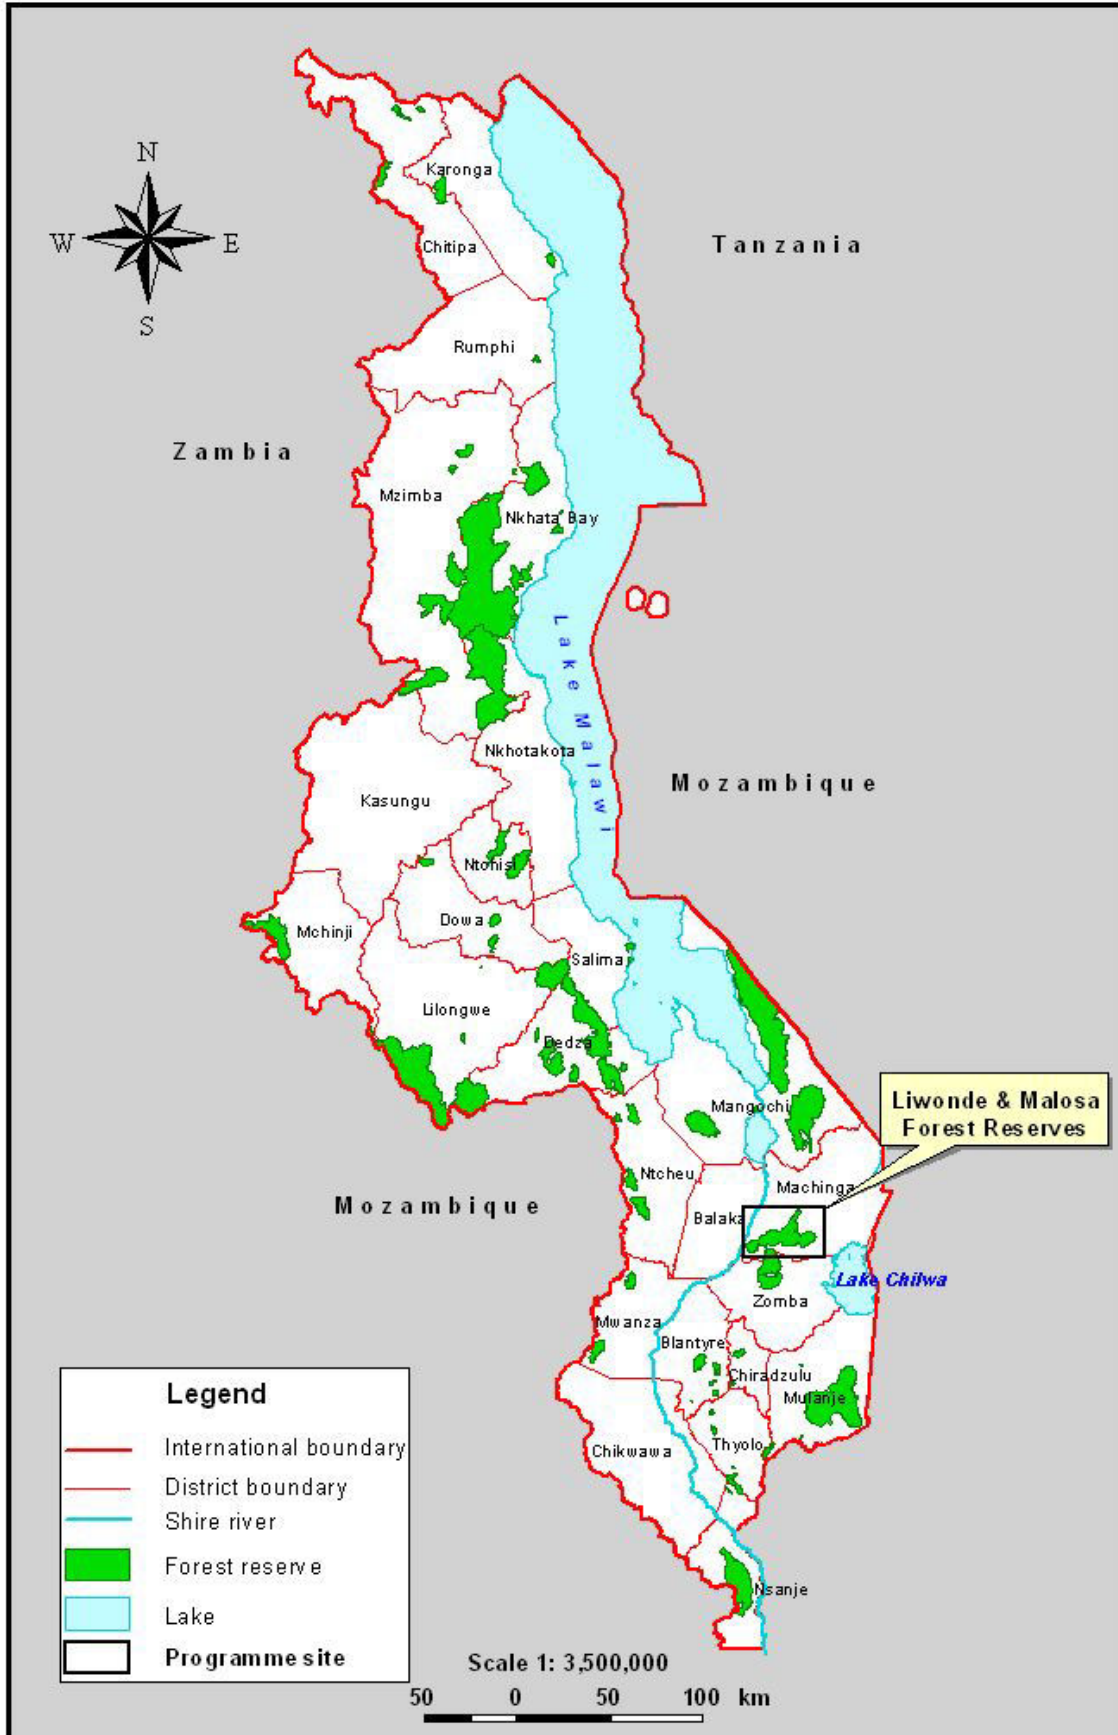 N
W
E
S
Karonga
Chitipa
Tanzania
Rumphi
Zambia
Mzimba
Nkhata Bay
Lake Malawi
Nkhotakota
Mozambique
Kasungu
Ntchisi
Dowa
Mchinji
Salima
Lilongwe
Dedza
Mangochi
Liwonde & Malosa
Forest Reserves
Ntcheu
Machinga
Mozambique
Balaka
Lake Chilwa
Zomba
Mwanza
Blantyre
Chiradzulu
Mulanje
Thyolo
Chikwawa
Nsanje
Legend
International boundary
District boundary
Shire river
Forest reserve
Lake
Programme site
Scale 1: 3,500,000
50 0 50 100 km